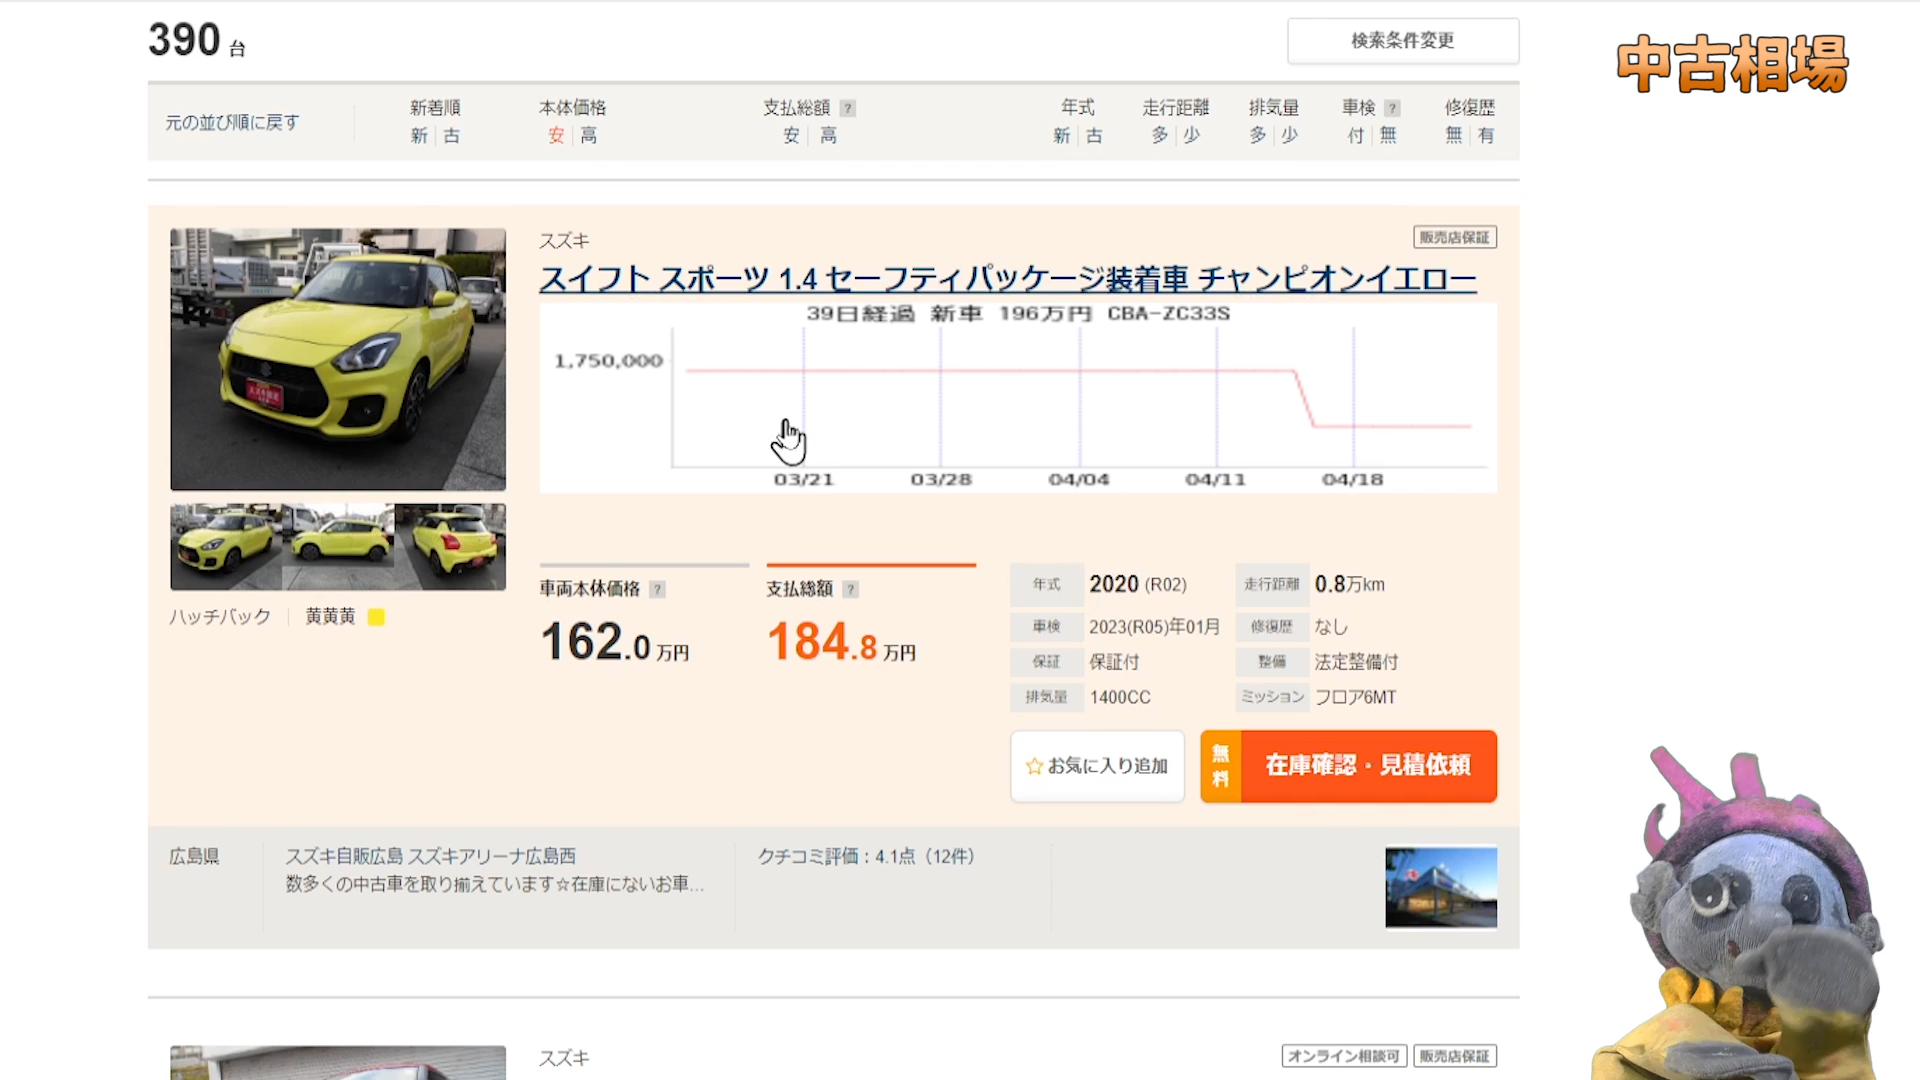 390 台
検索条件変更
中古相場
元の並び順に戻す
新着順
新 古
本体価格
安 高
支払総額 ?
安 高
年式
新 古
走行距離
多 少
排気量
多 少
車検 ?
付 無
修復歴
無 有
スズキ
販売店保証
スイフト スポーツ 1.4 セーフティパッケージ装着車 チャンピオンイエロー
39日経過 新車 196万円 CBA-ZC33S
1,750,000
03/21 03/28 04/04 04/11 04/18
ハッチバック 黄黄黄
車両本体価格 ?
162.0 万円
支払総額 ?
184.8 万円
年式 2020 (R02) 走行距離 0.8万km
車検 2023(R05)年01月 修復歴 なし
保証 保証付 整備 法定整備付
排気量 1400CC ミッション フロア6MT
☆お気に入り追加
無料 在庫確認・見積依頼
広島県
スズキ自販広島 スズキアリーナ広島西
数多くの中古車を取り揃えています☆在庫にないお車...
クチコミ評価：4.1点（12件）
スズキ
オンライン相談可 販売店保証